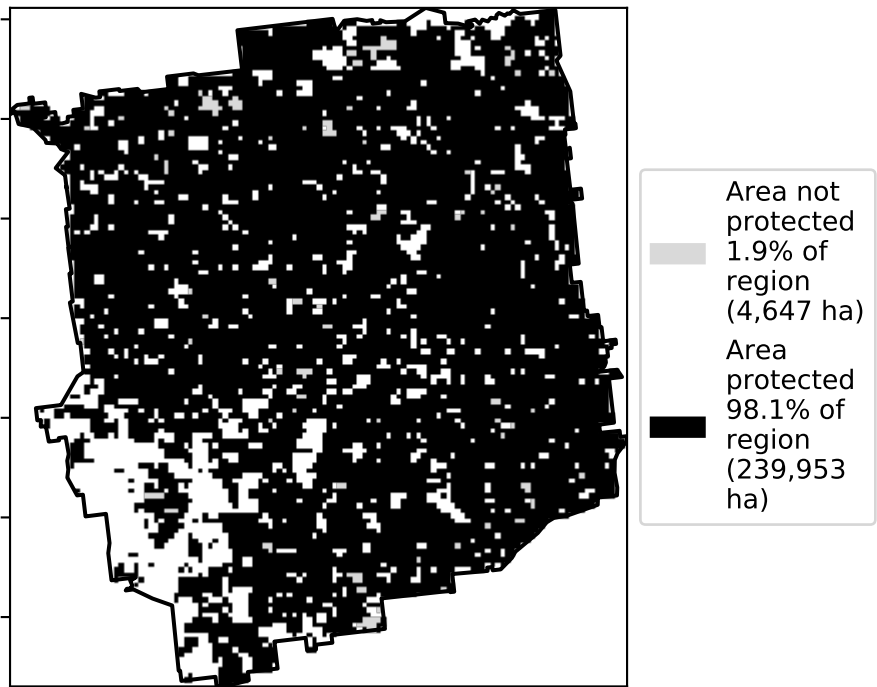 Area not
protected
1.9% of
region
(4,647 ha)
Area
protected
98.1% of
region
(239,953
ha)